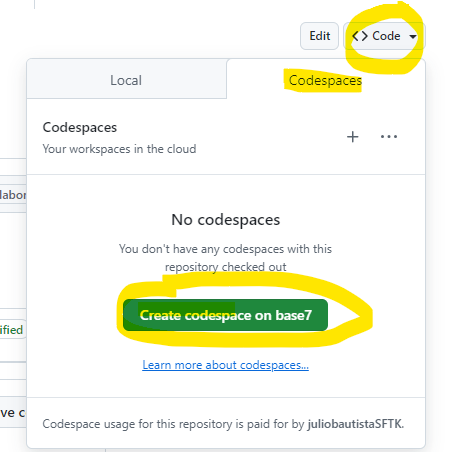 Edit
<> Code
Local
Codespaces
Codespaces
Your workspaces in the cloud
labor
No codespaces
You don't have any codespaces with this
repository checked out
Create codespace on base7
ified
Learn more about codespaces...
ve c
Codespace usage for this repository is paid for by juliobautistaSFTK.